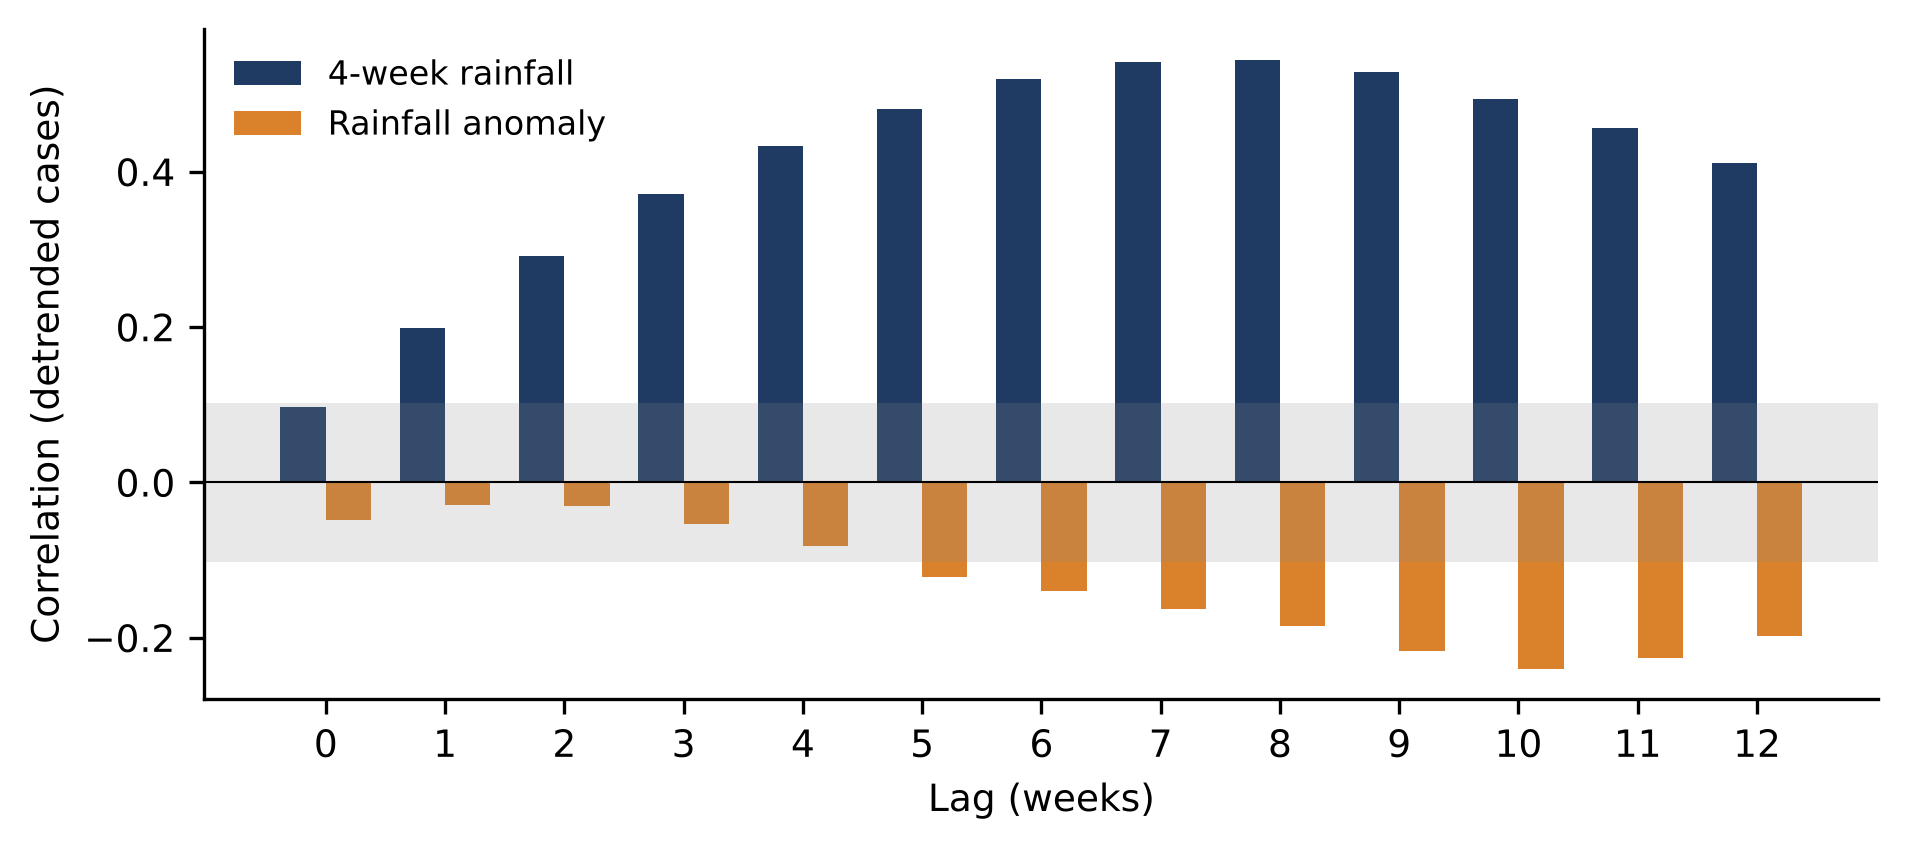 4-week rainfall
Rainfall anomaly
Correlation (detrended cases)
0.4
0.2
0.0
−0.2
0 1 2 3 4 5 6 7 8 9 10 11 12
Lag (weeks)